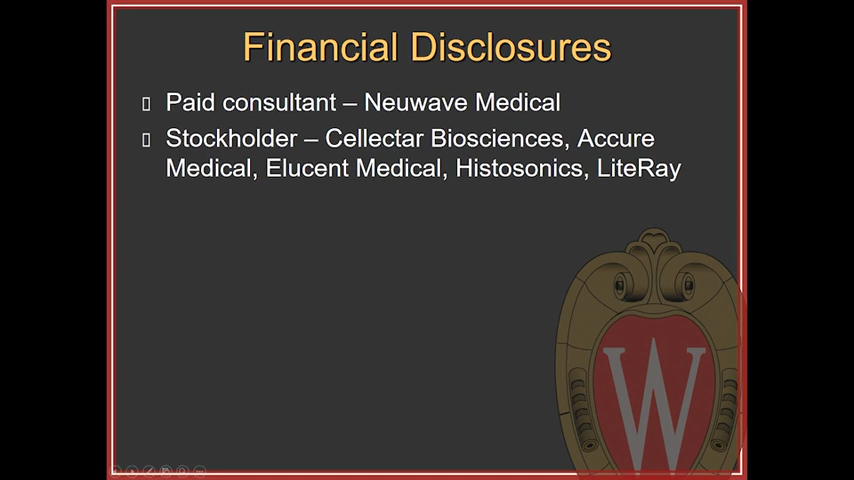 Financial Disclosures
Paid consultant – Neuwave Medical
Stockholder – Cellectar Biosciences, Accure
Medical, Elucent Medical, Histosonics, LiteRay
W